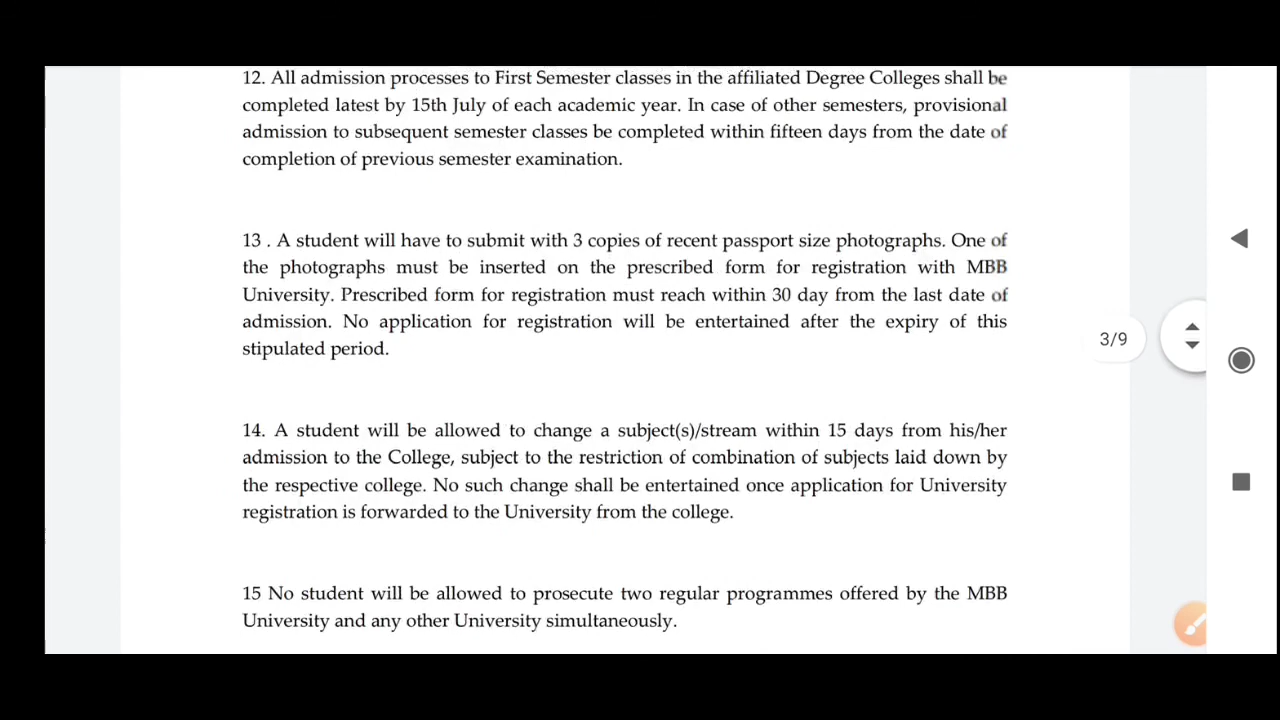 12. All admission processes to First Semester classes in the affiliated Degree Colleges shall be
completed latest by 15th July of each academic year. In case of other semesters, provisional
admission to subsequent semester classes be completed within fifteen days from the date of
completion of previous semester examination.
13 . A student will have to submit with 3 copies of recent passport size photographs. One of
the photographs must be inserted on the prescribed form for registration with MBB
University. Prescribed form for registration must reach within 30 day from the last date of
admission. No application for registration will be entertained after the expiry of this
stipulated period.
3/9
14. A student will be allowed to change a subject(s)/stream within 15 days from his/her
admission to the College, subject to the restriction of combination of subjects laid down by
the respective college. No such change shall be entertained once application for University
registration is forwarded to the University from the college.
15 No student will be allowed to prosecute two regular programmes offered by the MBB
University and any other University simultaneously.